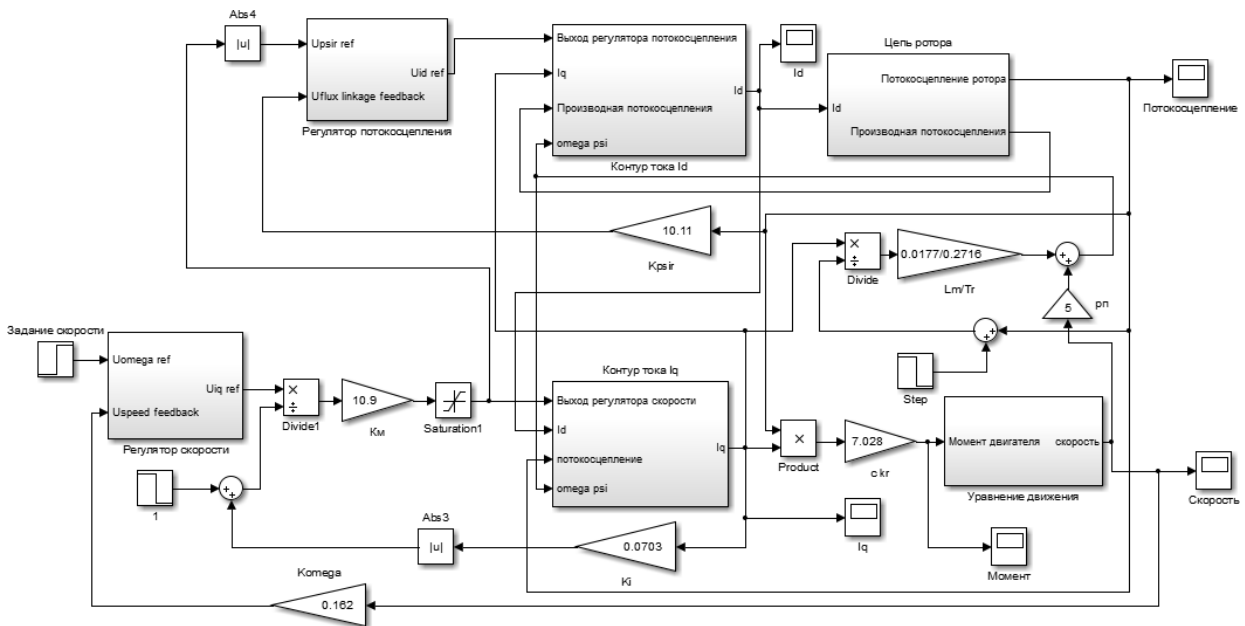 Abs4
|u|
Upsir ref
Uid ref
Uflux linkage feedback
Регулятор потокосцепления
Выход регулятора потокосцепления
Iq
Id
Производная потокосцепления
omega psi
Контур тока Id
Id
Цепь ротора
Потокосцепление ротора
Id
Производная потокосцепления
Потокосцепление
10.11
Kpsir
×
÷
Divide
0.0177/0.2716
Lm/Tr
++
5
pn
++
Step
Задание скорости
Uomega ref
Uiq ref
Uspeed feedback
Регулятор скорости
×
÷
Divide1
10.9
Км
Saturation1
Контур тока Iq
Выход регулятора скорости
Id
Iq
потокосцепление
omega psi
×
Product
7.028
c kr
Момент двигателя
скорость
Уравнение движения
Скорость
1
++
Abs3
|u|
0.0703
Ki
Iq
Момент
Komega
0.162